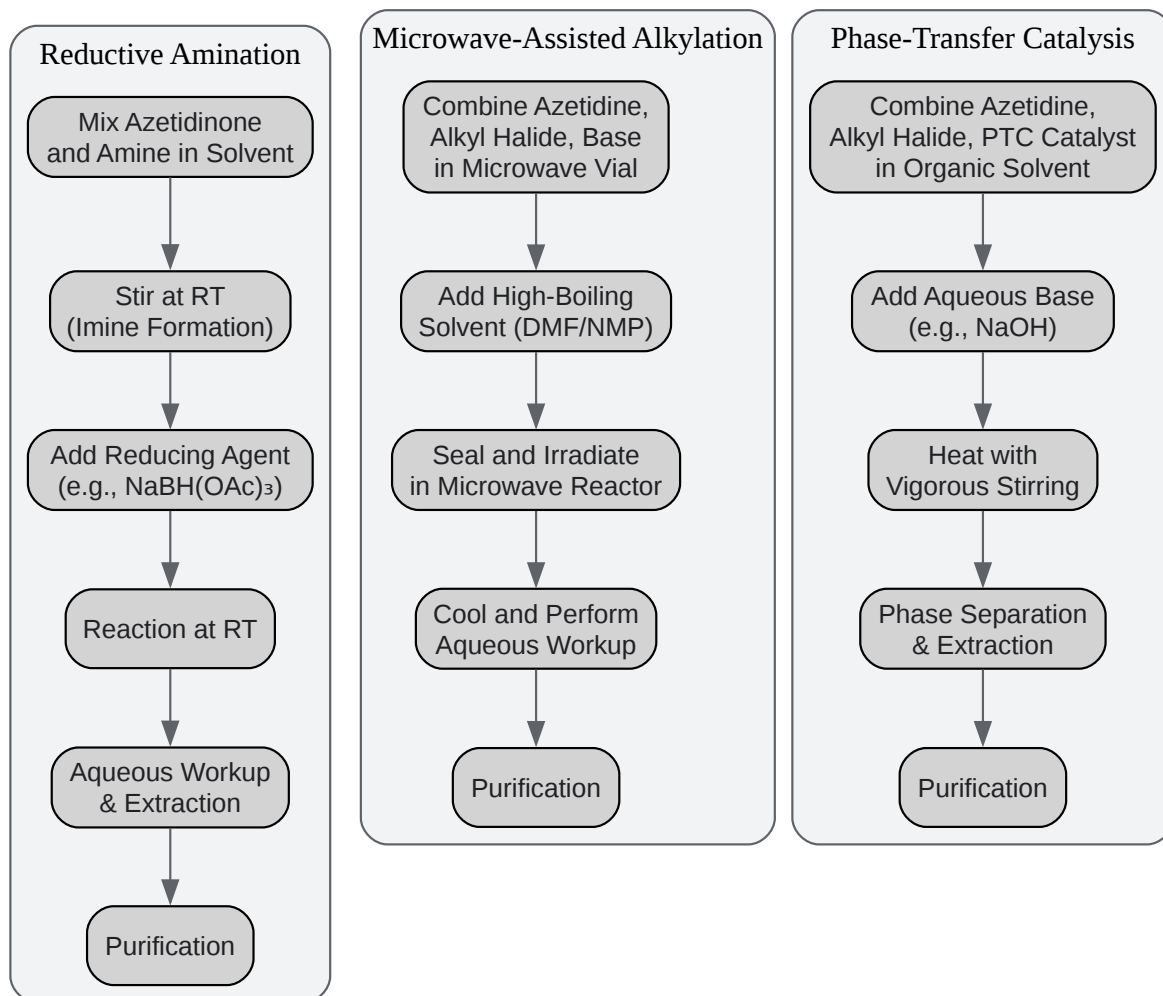 Reductive Amination
Mix Azetidinone
and Amine in Solvent
Stir at RT
(Imine Formation)
Add Reducing Agent
(e.g., NaBH(OAc)₃)
Reaction at RT
Aqueous Workup
& Extraction
Purification
Microwave-Assisted Alkylation
Combine Azetidine,
Alkyl Halide, Base
in Microwave Vial
Add High-Boiling
Solvent (DMF/NMP)
Seal and Irradiate
in Microwave Reactor
Cool and Perform
Aqueous Workup
Purification
Phase-Transfer Catalysis
Combine Azetidine,
Alkyl Halide, PTC Catalyst
in Organic Solvent
Add Aqueous Base
(e.g., NaOH)
Heat with
Vigorous Stirring
Phase Separation
& Extraction
Purification